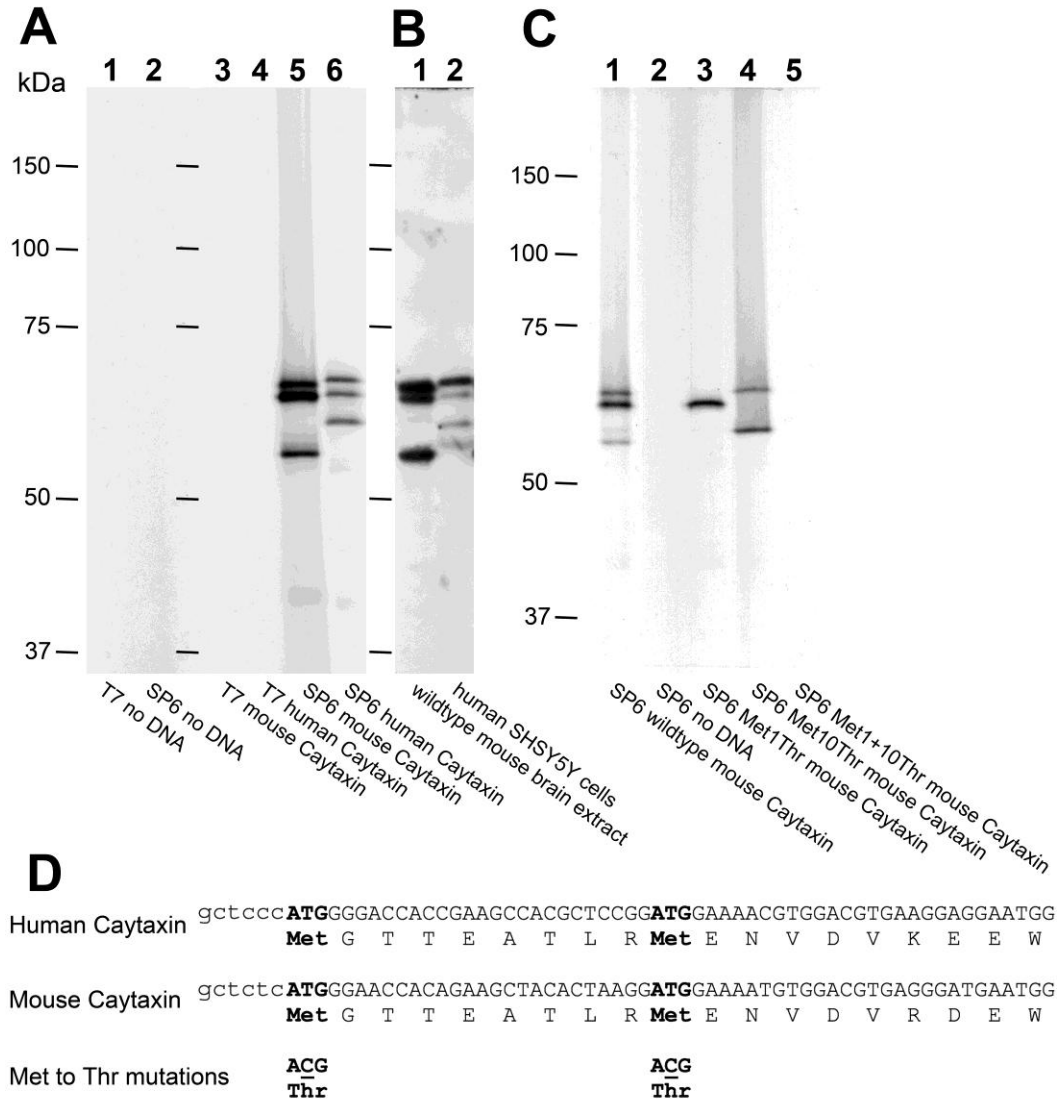 A
B
C
kDa
1 2 3 4 5 6
1 2
1 2 3 4 5
150
100
75
50
37
150
100
75
50
37
T7 no DNA
SP6 no DNA
T7 mouse Caytaxin
T7 human Caytaxin
SP6 mouse Caytaxin
SP6 human Caytaxin
wildtype mouse brain extract
human SHSY5Y cells
SP6 wildtype mouse Caytaxin
SP6 no DNA
SP6 Met1Thr mouse Caytaxin
SP6 Met10Thr mouse Caytaxin
SP6 Met1+10Thr mouse Caytaxin
D
Human Caytaxin gctcccATGGGGACCACCGAAGCCACGCTCCGGATGGAAAACGTGGACGTGAAGGAGGAATGG
Met G T T E A T L R Met E N V D V K E E W
Mouse Caytaxin gctctcATGGGAACCACAGAAGCTACACTAAGGATGGAAAATGTGGACGTGAGGGATGAATGG
Met G T T E A T L R Met E N V D V R D E W
Met to Thr mutations ACG ACG
Thr Thr